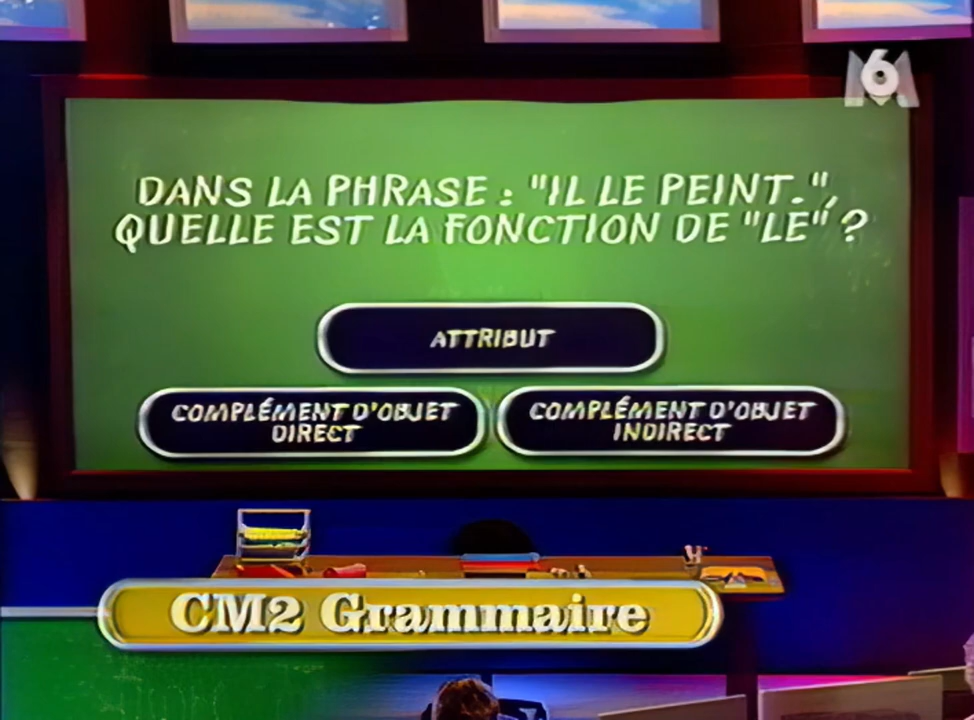 M6
DANS LA PHRASE : "IL LE PEINT.",
QUELLE EST LA FONCTION DE "LE" ?
ATTRIBUT
COMPLÉMENT D'OBJET
DIRECT
COMPLÉMENT D'OBJET
INDIRECT
CM2 Grammaire